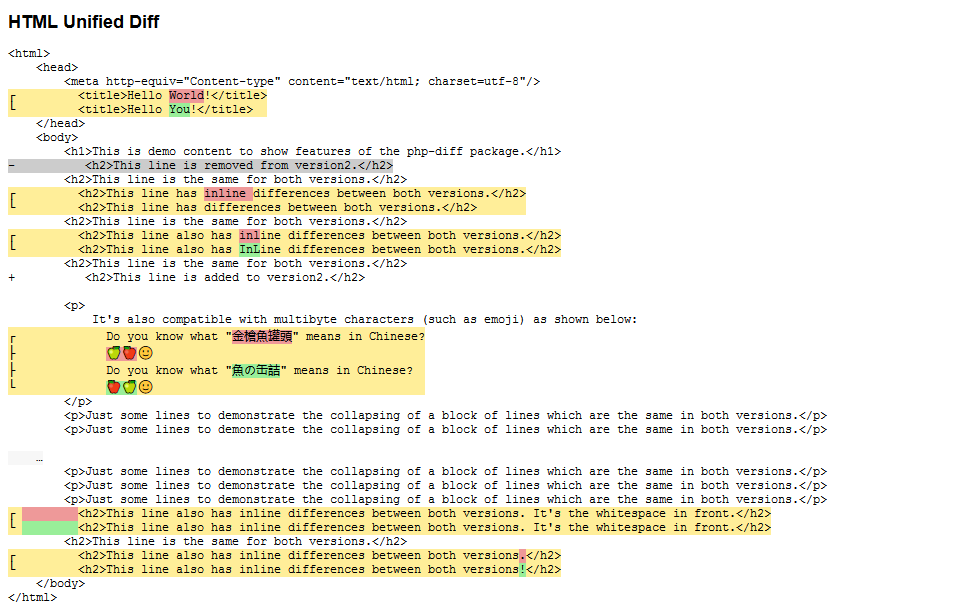 HTML Unified Diff
<html>
<head>
<meta http-equiv="Content-type" content="text/html; charset=utf-8"/>
[ <title>Hello World!</title>
<title>Hello You!</title>
</head>
<body>
<h1>This is demo content to show features of the php-diff package.</h1>
- <h2>This line is removed from version2.</h2>
<h2>This line is the same for both versions.</h2>
[ <h2>This line has inline differences between both versions.</h2>
<h2>This line has differences between both versions.</h2>
<h2>This line is the same for both versions.</h2>
[ <h2>This line also has inline differences between both versions.</h2>
<h2>This line also has InLine differences between both versions.</h2>
<h2>This line is the same for both versions.</h2>
+ <h2>This line is added to version2.</h2>
<p>
It's also compatible with multibyte characters (such as emoji) as shown below:
┌ Do you know what "金槍魚罐頭" means in Chinese?
├ 🍏🍎🙂
├ Do you know what "魚の缶詰" means in Chinese?
└ 🍎🍏🙂
</p>
<p>Just some lines to demonstrate the collapsing of a block of lines which are the same in both versions.</p>
<p>Just some lines to demonstrate the collapsing of a block of lines which are the same in both versions.</p>
…
<p>Just some lines to demonstrate the collapsing of a block of lines which are the same in both versions.</p>
<p>Just some lines to demonstrate the collapsing of a block of lines which are the same in both versions.</p>
<p>Just some lines to demonstrate the collapsing of a block of lines which are the same in both versions.</p>
[ <h2>This line also has inline differences between both versions. It's the whitespace in front.</h2>
<h2>This line also has inline differences between both versions. It's the whitespace in front.</h2>
<h2>This line is the same for both versions.</h2>
[ <h2>This line also has inline differences between both versions.</h2>
<h2>This line also has inline differences between both versions!</h2>
</body>
</html>